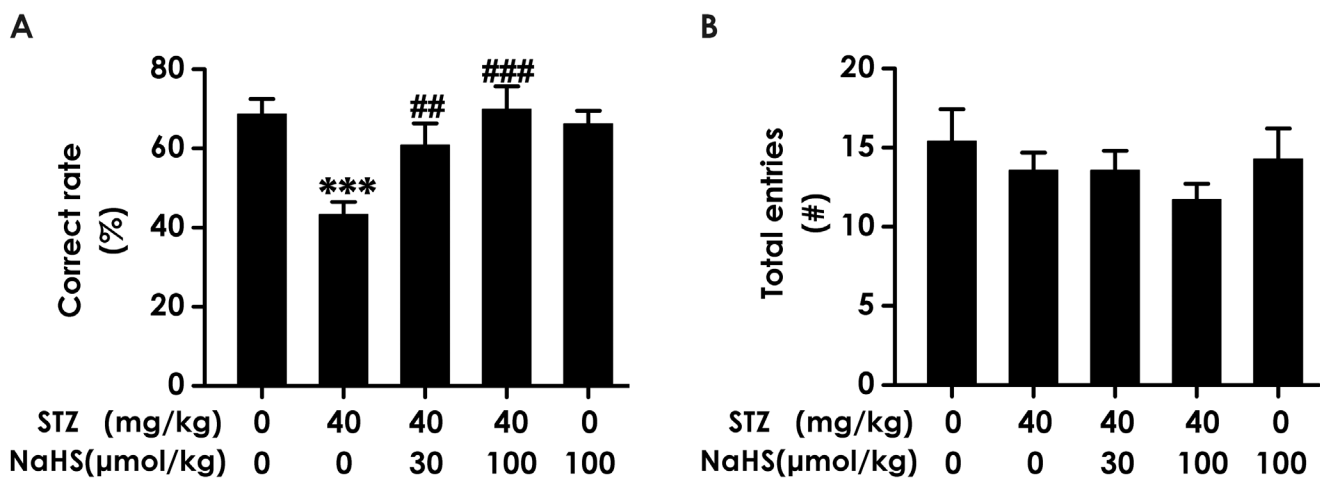 A
Correct rate
(%)
80
60
40
20
0
***
##
###
STZ (mg/kg) 0 40 40 40 0
NaHS(μmol/kg) 0 0 30 100 100
B
Total entries
(#)
20
15
10
5
0
STZ (mg/kg) 0 40 40 40 0
NaHS(μmol/kg) 0 0 30 100 100